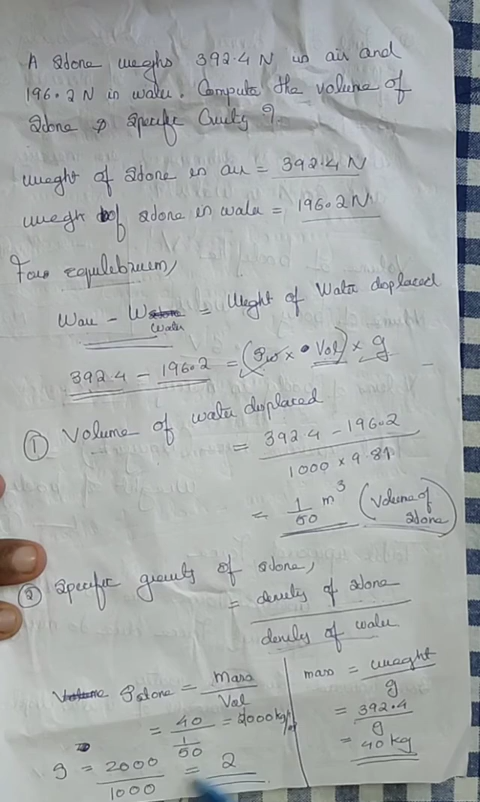 A stone weighs 392.4 N in air and
196.2 N in water. Compute the volume of
stone & specific Gravity ?
weight of stone in air = 392.4 N
weight of stone in water = 196.2 N
For equilibrium,
Wair - Wwater = Weight of Water displaced
392.4 - 196.2 = (ρw × Vol) × g
① Volume of water displaced
= 392.4 - 196.2 / 1000 × 9.81
= 1/50 m³ (Volume of stone)
② Specific gravity of stone,
= density of stone / density of water
ρstone = Mass / Vol
= 40 / 1/50 = 2000 kg/
g = 2000 / 1000 = 2
mass = weight / g
= 392.4 / g
= 40 kg